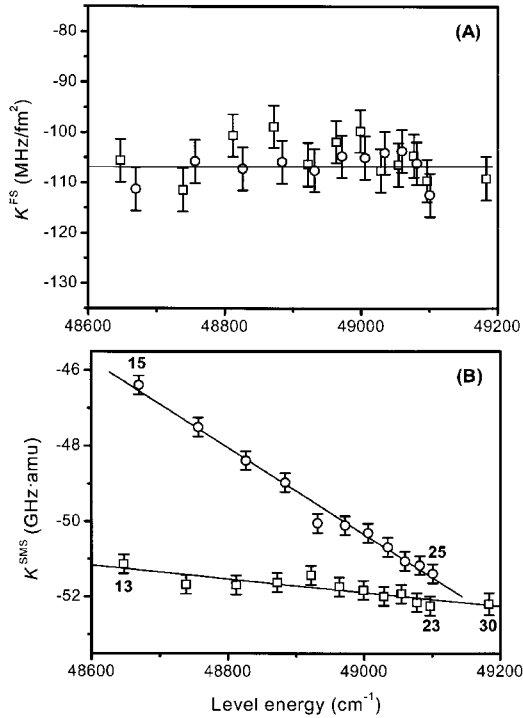 -75
(A)
-80
-90
-100
-110
-120
-130
K^FS (MHz/fm²)
48600 48800 49000 49200
-46
15
(B)
-48
-50
25
-52
13
23
30
K^SMS (GHz·amu)
48600 48800 49000 49200
Level energy (cm⁻¹)